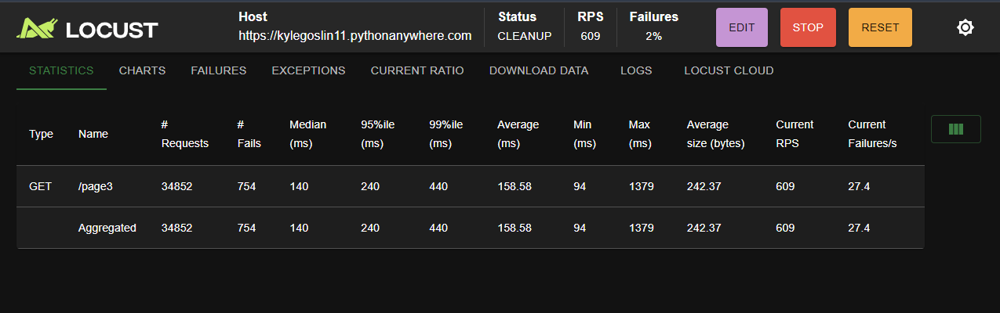 LOCUST
Host
https://kylegoslin11.pythonanywhere.com
Status
CLEANUP
RPS
609
Failures
2%
EDIT
STOP
RESET
STATISTICS CHARTS FAILURES EXCEPTIONS CURRENT RATIO DOWNLOAD DATA LOGS LOCUST CLOUD
Type Name # Requests # Fails Median (ms) 95%ile (ms) 99%ile (ms) Average (ms) Min (ms) Max (ms) Average size (bytes) Current RPS Current Failures/s
GET /page3 34852 754 140 240 440 158.58 94 1379 242.37 609 27.4
Aggregated 34852 754 140 240 440 158.58 94 1379 242.37 609 27.4